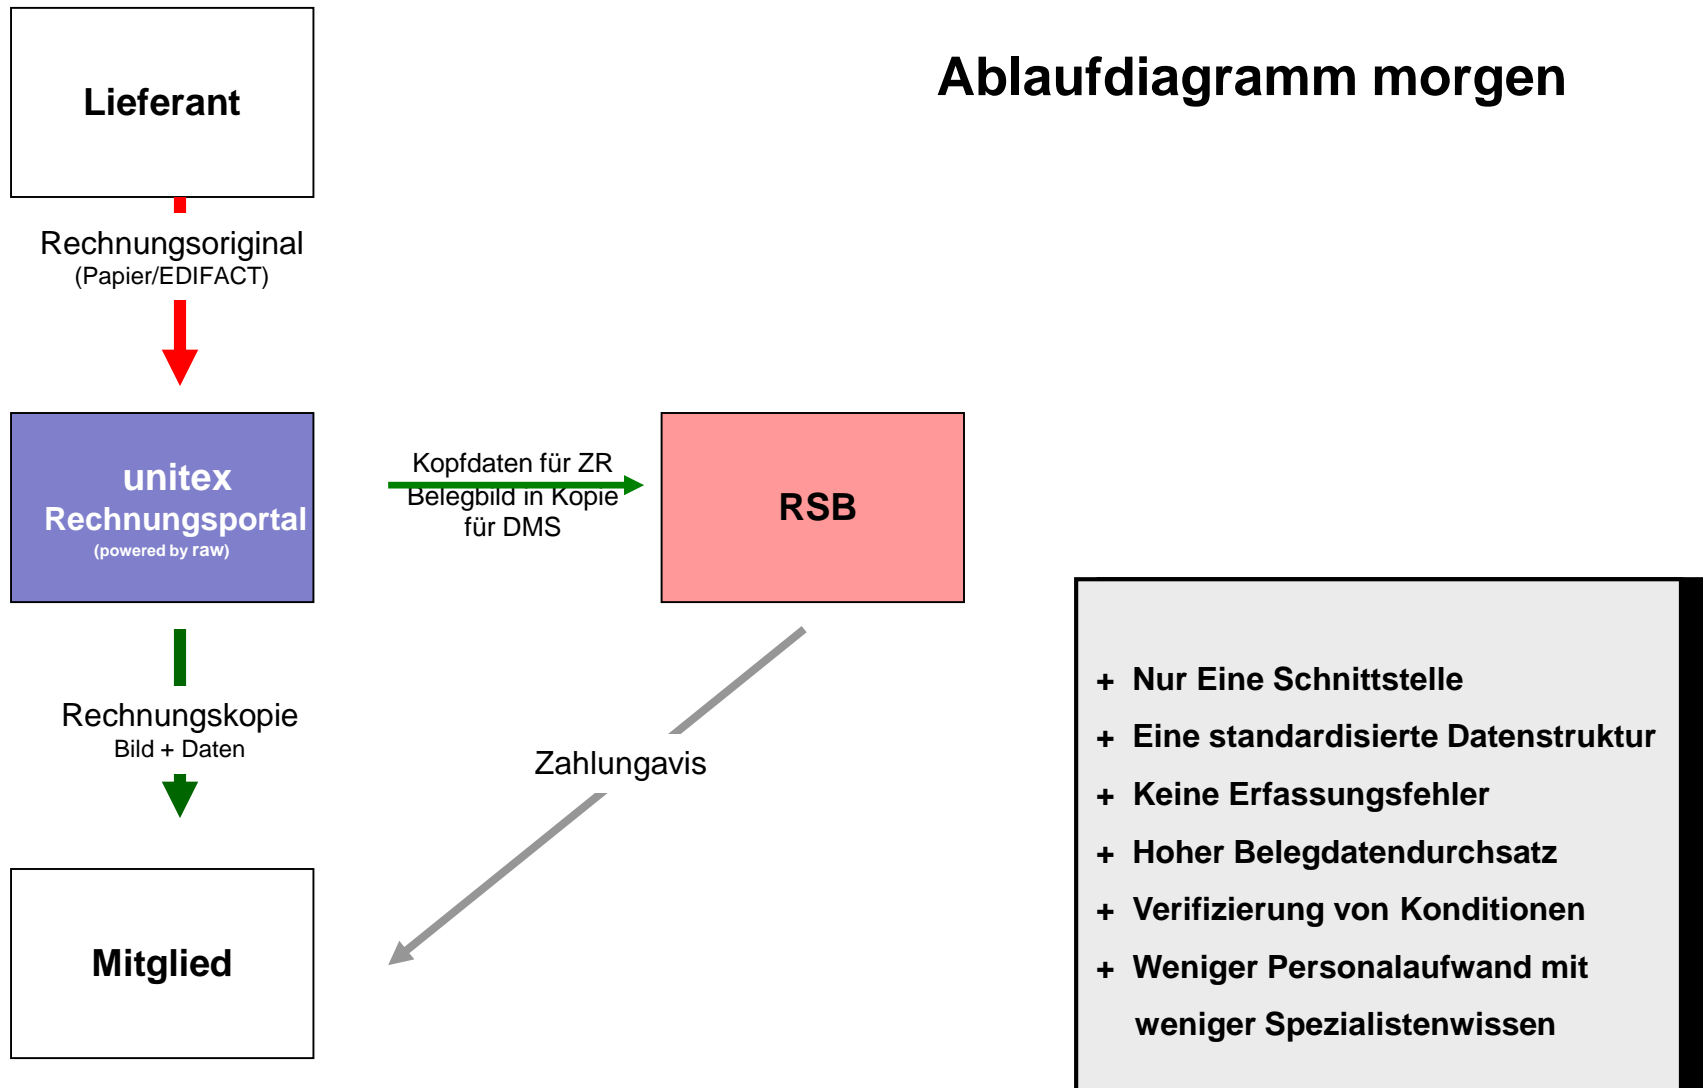 Ablaufdiagramm morgen
Lieferant
Rechnungsoriginal
(Papier/EDIFACT)
unitex
Rechnungsportal
(powered by raw)
Kopfdaten für ZR
Belegbild in Kopie
für DMS
RSB
Rechnungskopie
Bild + Daten
Zahlungavis
Mitglied
+ Nur Eine Schnittstelle
+ Eine standardisierte Datenstruktur
+ Keine Erfassungsfehler
+ Hoher Belegdatendurchsatz
+ Verifizierung von Konditionen
+ Weniger Personalaufwand mit
weniger Spezialistenwissen